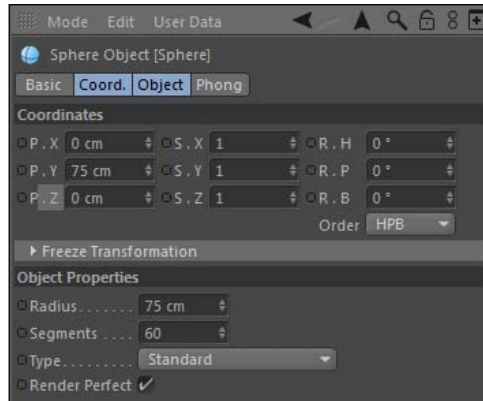 Mode Edit User Data
Sphere Object [Sphere]
Basic Coord. Object Phong
Coordinates
P . X 0 cm S . X 1 R . H 0 °
P . Y 75 cm S . Y 1 R . P 0 °
P . Z 0 cm S . Z 1 R . B 0 °
Order HPB
Freeze Transformation
Object Properties
Radius. . . . . . . 75 cm
Segments . . . . 60
Type. . . . . . . . . Standard
Render Perfect